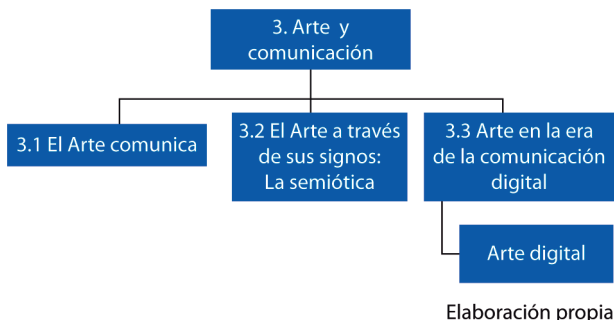 3. Arte y
comunicación
3.1 El Arte comunica
3.2 El Arte a través
de sus signos:
La semiótica
3.3 Arte en la era
de la comunicación
digital
Arte digital
Elaboración propia